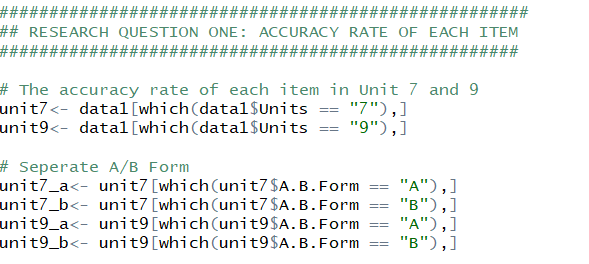 #####################################################
## RESEARCH QUESTION ONE: ACCURACY RATE OF EACH ITEM
####################################################
# The accuracy rate of each item in Unit 7 and 9
unit7<- data1[which(data1$Units == "7"),]
unit9<- data1[which(data1$Units == "9"),]
# Seperate A/B Form
unit7_a<- unit7[which(unit7$A.B.Form == "A"),]
unit7_b<- unit7[which(unit7$A.B.Form == "B"),]
unit9_a<- unit9[which(unit9$A.B.Form == "A"),]
unit9_b<- unit9[which(unit9$A.B.Form == "B"),]